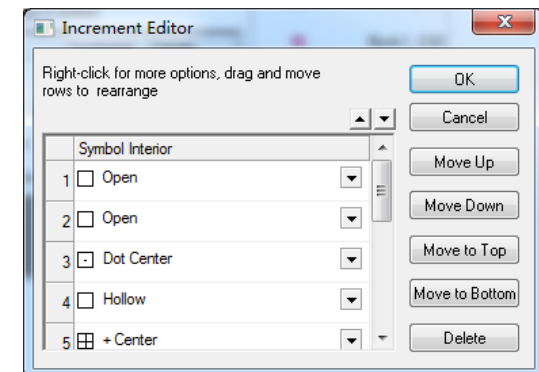 Increment Editor
Right-click for more options, drag and move
rows to rearrange
OK
Cancel
Move Up
Move Down
Move to Top
Move to Bottom
Delete
Symbol Interior
1 Open
2 Open
3 Dot Center
4 Hollow
5 + Center